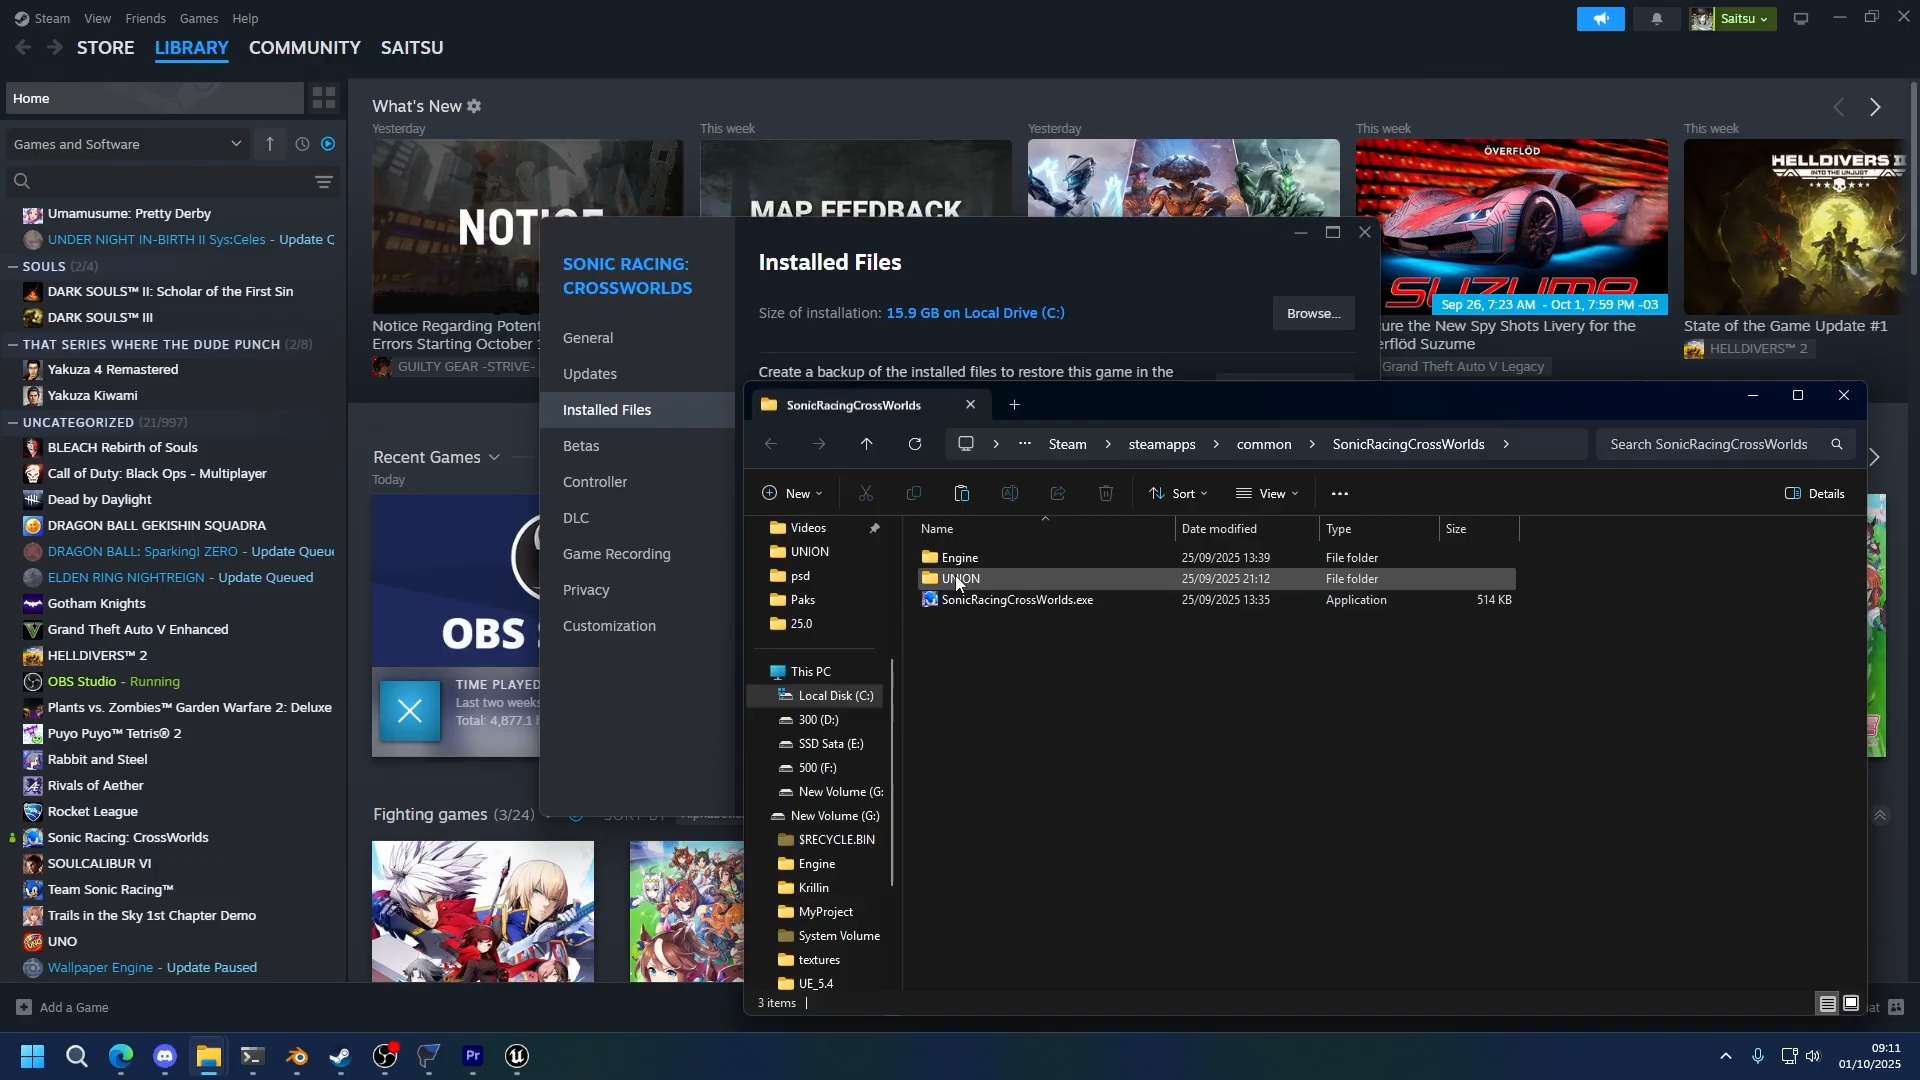 Steam View Friends Games Help
Saitsu
STORE LIBRARY COMMUNITY SAITSU
Home
Games and Software
Umamusume: Pretty Derby
UNDER NIGHT IN-BIRTH II Sys:Celes - Update Q
SOULS (2/4)
DARK SOULS™ II: Scholar of the First Sin
DARK SOULS™ III
THAT SERIES WHERE THE DUDE PUNCH (2/8)
Yakuza 4 Remastered
Yakuza Kiwami
UNCATEGORIZED (21/997)
BLEACH Rebirth of Souls
Call of Duty: Black Ops - Multiplayer
Dead by Daylight
DRAGON BALL GEKISHIN SQUADRA
DRAGON BALL: Sparking! ZERO - Update Queue
ELDEN RING NIGHTREIGN - Update Queued
Gotham Knights
Grand Theft Auto V Enhanced
HELLDIVERS™ 2
OBS Studio - Running
Plants vs. Zombies™ Garden Warfare 2: Deluxe
Puyo Puyo™ Tetris® 2
Rabbit and Steel
Rivals of Aether
Rocket League
Sonic Racing: CrossWorlds
SOULCALIBUR VI
Team Sonic Racing™
Trails in the Sky 1st Chapter Demo
UNO
Wallpaper Engine - Update Paused
Add a Game
What's New
Yesterday
This week
Yesterday
This week
This week
NOTICE
MAP FEEDBACK
ÖVERFLÖD
SUZUME
Sep 26, 7:23 AM - Oct 1, 7:59 PM -03
HELLDIVERS II
INTO THE UNJUST
Notice Regarding Potent
Errors Starting October 1
GUILTY GEAR -STRIVE-
ure the New Spy Shots Livery for the
erflöd Suzume
Grand Theft Auto V Legacy
State of the Game Update #1
HELLDIVERS™ 2
Recent Games
Today
OBS S
TIME PLAYED
Last two weeks
Total: 4,877.1 h
Fighting games (3/24)
SORT BY
SONIC RACING:
CROSSWORLDS
General
Updates
Installed Files
Betas
Controller
DLC
Game Recording
Privacy
Customization
Installed Files
Size of installation: 15.9 GB on Local Drive (C:)
Browse...
Create a backup of the installed files to restore this game in the
SonicRacingCrossWorlds
Steam > steamapps > common > SonicRacingCrossWorlds >
Search SonicRacingCrossWorlds
New Sort View ••• Details
Videos
UNION
psd
Paks
25.0
This PC
Local Disk (C:)
300 (D:)
SSD Sata (E:)
500 (F:)
New Volume (G:
New Volume (G:)
$RECYCLE.BIN
Engine
Krillin
MyProject
System Volume
textures
UE_5.4
Name Date modified Type Size
Engine 25/09/2025 13:39 File folder
UNION 25/09/2025 21:12 File folder
SonicRacingCrossWorlds.exe 25/09/2025 13:35 Application 514 KB
3 items
at
Pr
09:11
01/10/2025